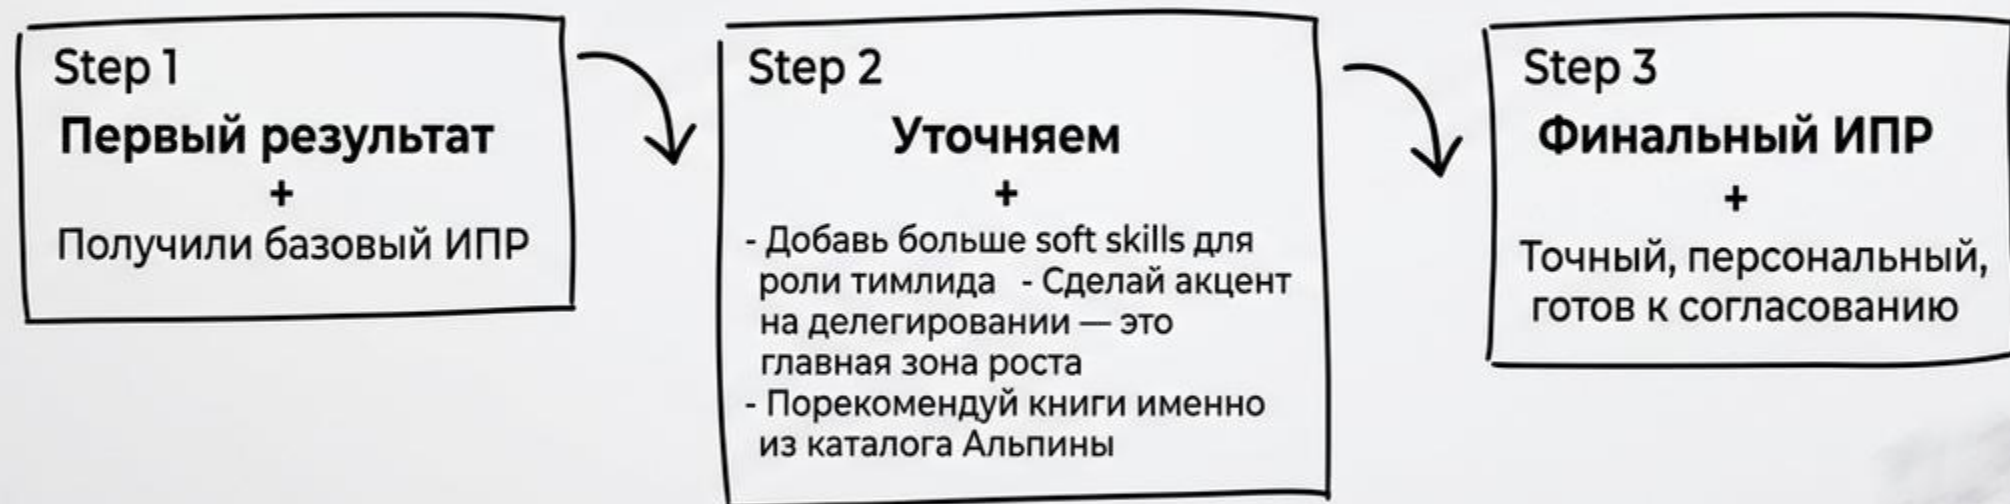 Step 1
Первый результат
+
Получили базовый ИПР
Step 2
Уточняем
+
- Добавь больше soft skills для
роли тимлида - Сделай акцент
на делегировании — это
главная зона роста
- Порекомендуй книги именно
из каталога Альпины
Step 3
Финальный ИПР
+
Точный, персональный,
готов к согласованию